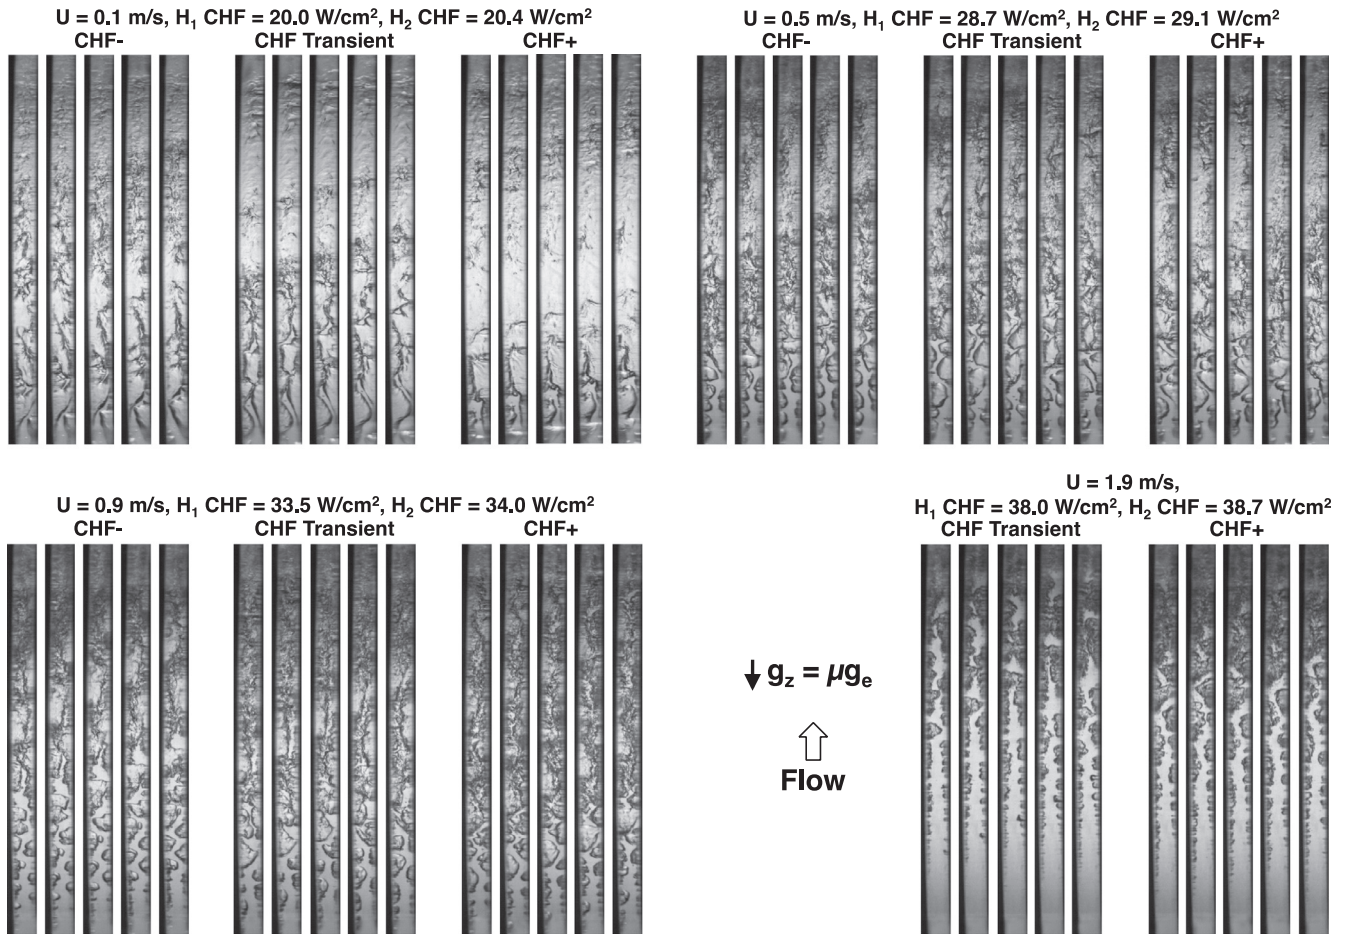 U = 0.1 m/s, H₁ CHF = 20.0 W/cm², H₂ CHF = 20.4 W/cm²
CHF- CHF Transient CHF+
U = 0.5 m/s, H₁ CHF = 28.7 W/cm², H₂ CHF = 29.1 W/cm²
CHF- CHF Transient CHF+
U = 0.9 m/s, H₁ CHF = 33.5 W/cm², H₂ CHF = 34.0 W/cm²
CHF- CHF Transient CHF+
U = 1.9 m/s,
H₁ CHF = 38.0 W/cm², H₂ CHF = 38.7 W/cm²
CHF Transient CHF+
↓ g_z = μg_e
Flow